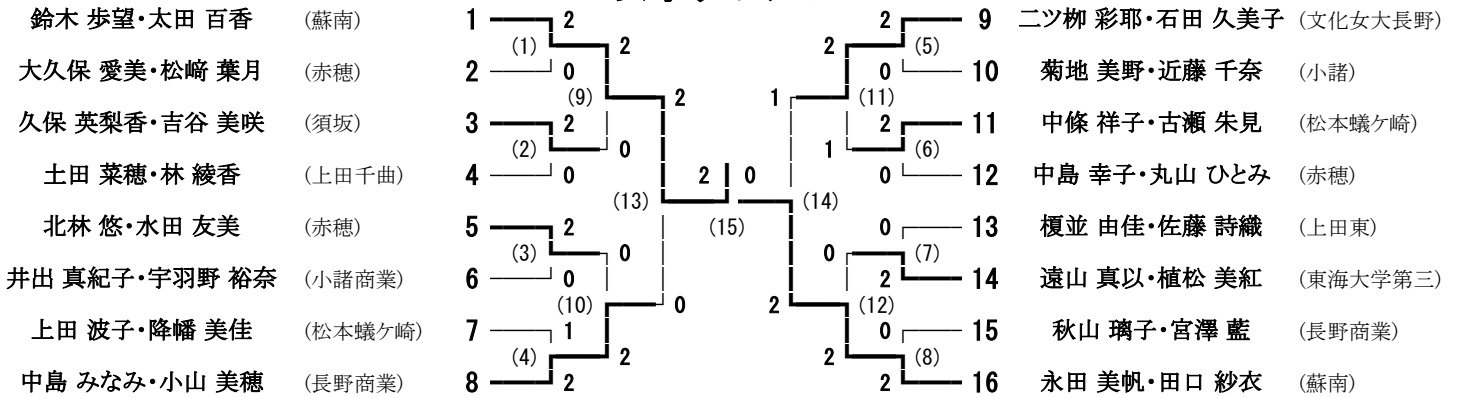 鈴木 歩望・太田 百香 (蘇南) 1 2 2 9 二ツ栁 彩耶・石田 久美子 (文化女大長野)
(1) 2 2 (5)
大久保 愛美・松﨑 葉月 (赤穂) 2 0 0 10 菊地 美野・近藤 千奈 (小諸)
(9) 2 1 (11)
久保 英梨香・吉谷 美咲 (須坂) 3 2 2 11 中條 祥子・古瀬 朱見 (松本蟻ケ崎)
(2) 0 1 (6)
土田 菜穂・林 綾香 (上田千曲) 4 0 2 0 0 12 中島 幸子・丸山 ひとみ (赤穂)
(13) (15) (14)
北林 悠・水田 友美 (赤穂) 5 2 0 13 榎並 由佳・佐藤 詩織 (上田東)
(3) 0 0 (7)
井出 真紀子・宇羽野 裕奈 (小諸商業) 6 0 2 14 遠山 真以・植松 美紅 (東海大学第三)
(10) 0 2 (12)
上田 波子・降幡 美佳 (松本蟻ケ崎) 7 1 0 15 秋山 璃子・宮澤 藍 (長野商業)
(4) 2 2 (8)
中島 みなみ・小山 美穂 (長野商業) 8 2 2 16 永田 美帆・田口 紗衣 (蘇南)